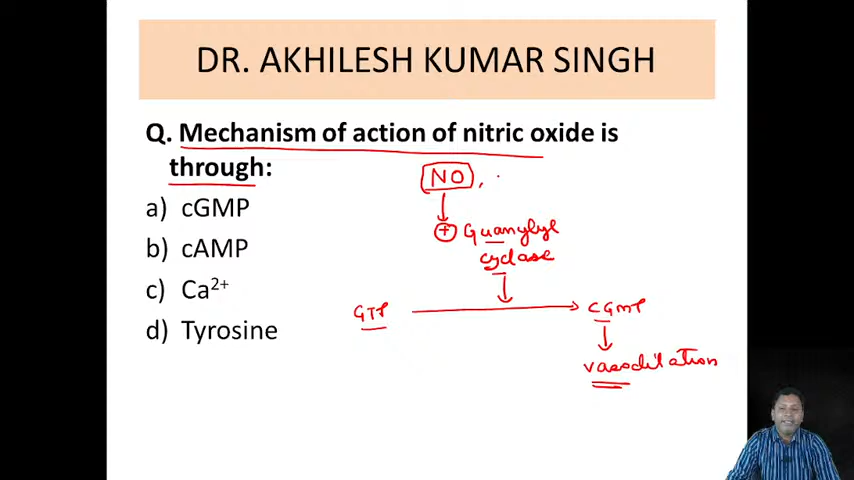 DR. AKHILESH KUMAR SINGH
Q. Mechanism of action of nitric oxide is
through:
a) cGMP
b) cAMP
c) Ca²⁺
d) Tyrosine
NO,
+ Guanylyl
cyclase
GTP
cGMP
vasodilation